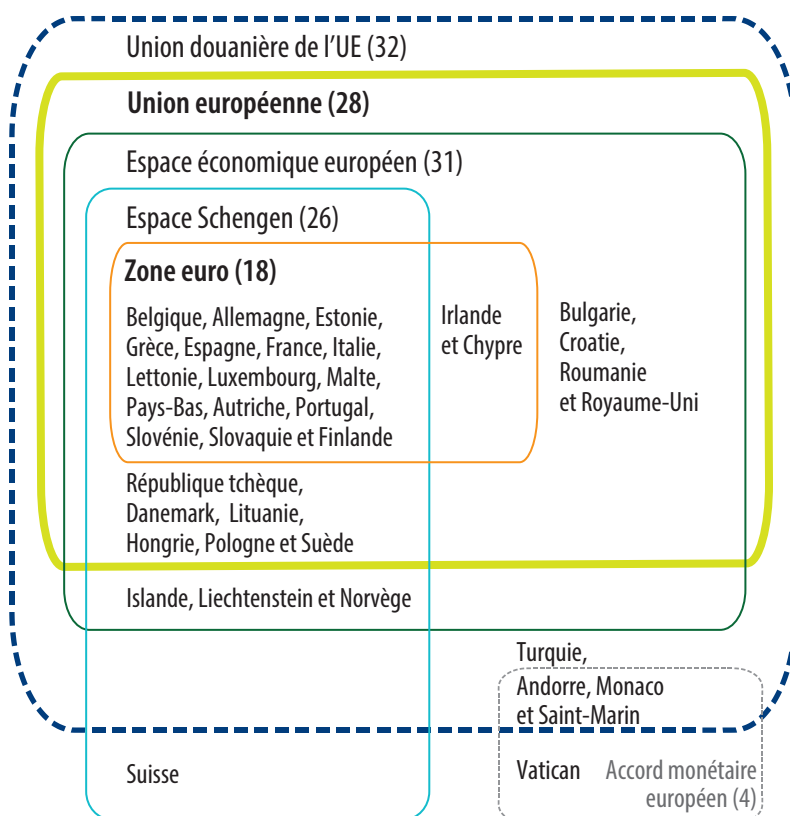 Union douanière de l’UE (32)
Union européenne (28)
Espace économique européen (31)
Espace Schengen (26)
Zone euro (18)
Belgique, Allemagne, Estonie,
Grèce, Espagne, France, Italie,
Lettonie, Luxembourg, Malte,
Pays-Bas, Autriche, Portugal,
Slovénie, Slovaquie et Finlande
Irlande
et Chypre
Bulgarie,
Croatie,
Roumanie
et Royaume-Uni
République tchèque,
Danemark, Lituanie,
Hongrie, Pologne et Suède
Islande, Liechtenstein et Norvège
Turquie,
Andorre, Monaco
et Saint-Marin
Suisse
Vatican
Accord monétaire
européen (4)